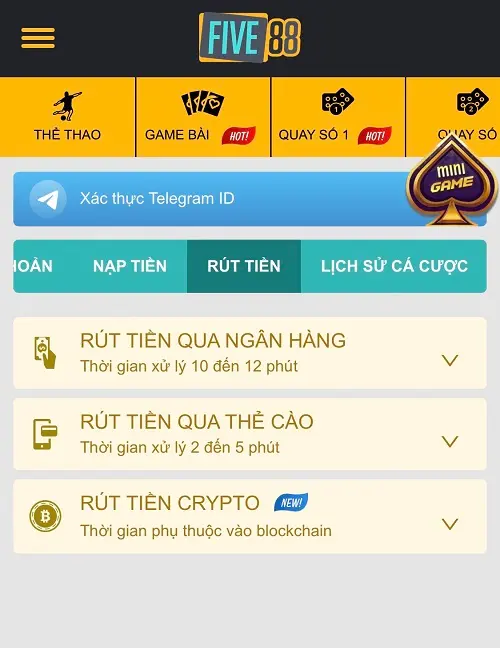 FIVE88
THỂ THAO
GAME BÀI HOT!
QUAY SỐ 1 HOT!
QUAY SỐ
mini
GAME
Xác thực Telegram ID
HOẢN
NẠP TIỀN
RÚT TIỀN
LỊCH SỬ CÁ CƯỢC
RÚT TIỀN QUA NGÂN HÀNG
Thời gian xử lý 10 đến 12 phút
RÚT TIỀN QUA THẺ CÀO
Thời gian xử lý 2 đến 5 phút
RÚT TIỀN CRYPTO NEW!
Thời gian phụ thuộc vào blockchain